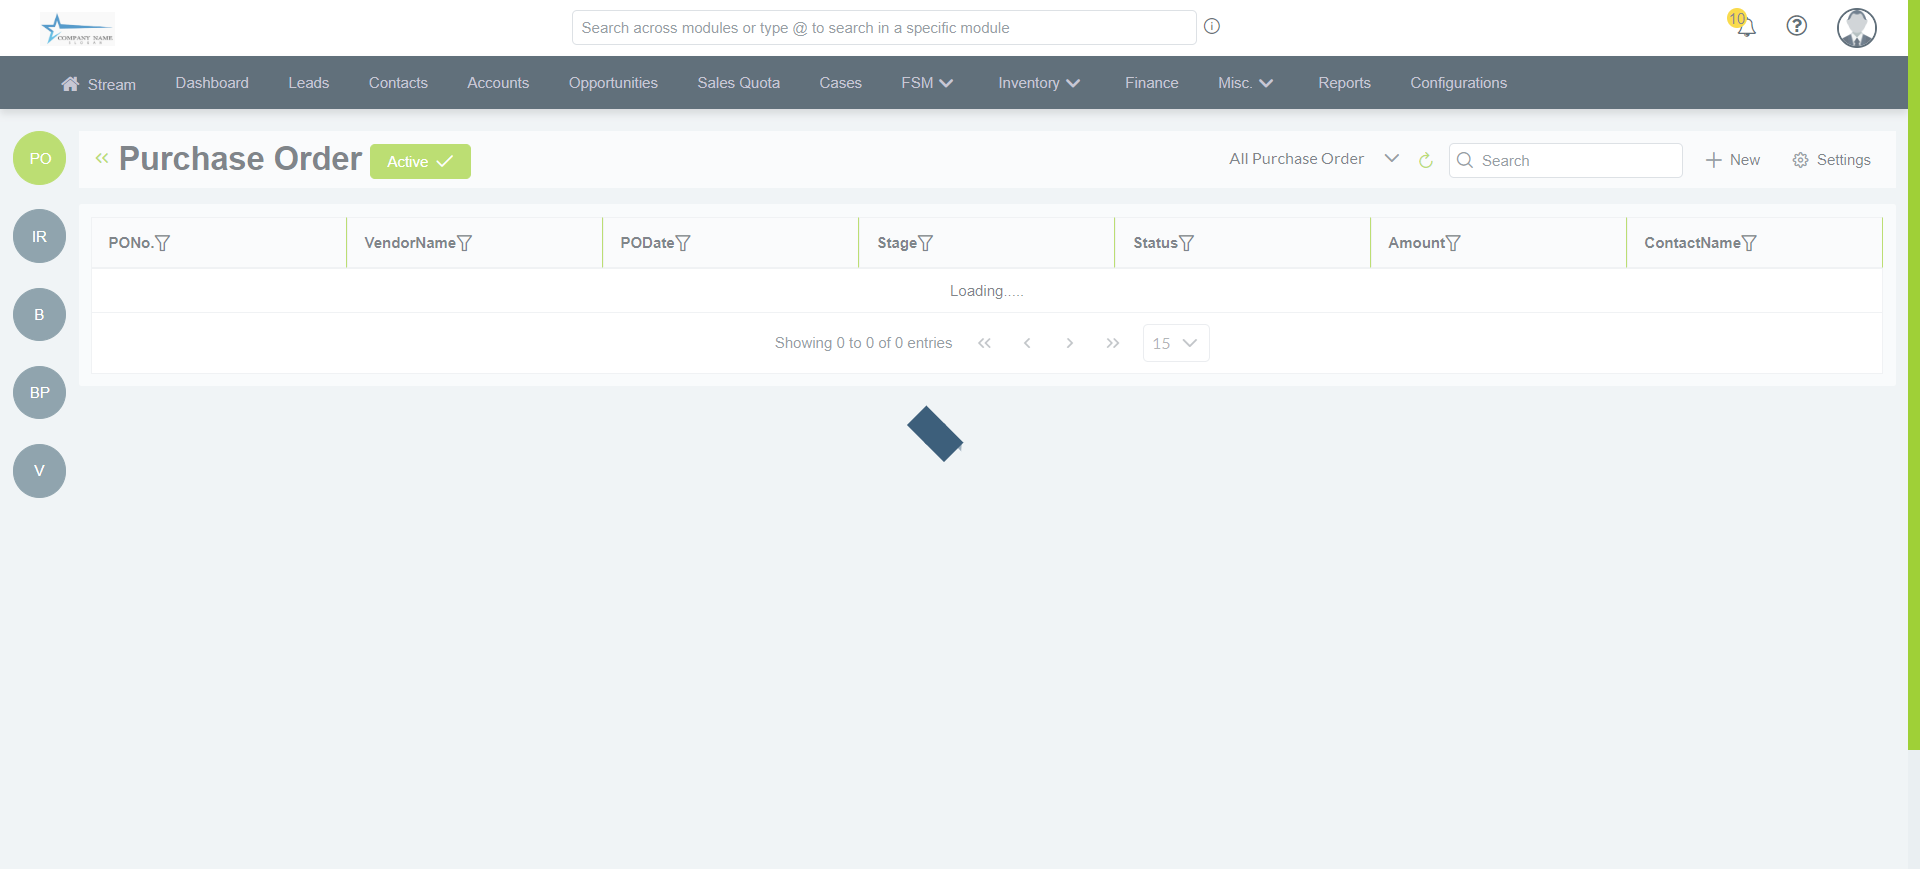 COMPANY NAME
Search across modules or type @ to search in a specific module
10
Stream Dashboard Leads Contacts Accounts Opportunities Sales Quota Cases FSM Inventory Finance Misc. Reports Configurations
PO
Purchase Order
Active
All Purchase Order
Search
New
Settings
IR
B
BP
V
PONo. VendorName PODate Stage Status Amount ContactName
Loading.....
Showing 0 to 0 of 0 entries
15